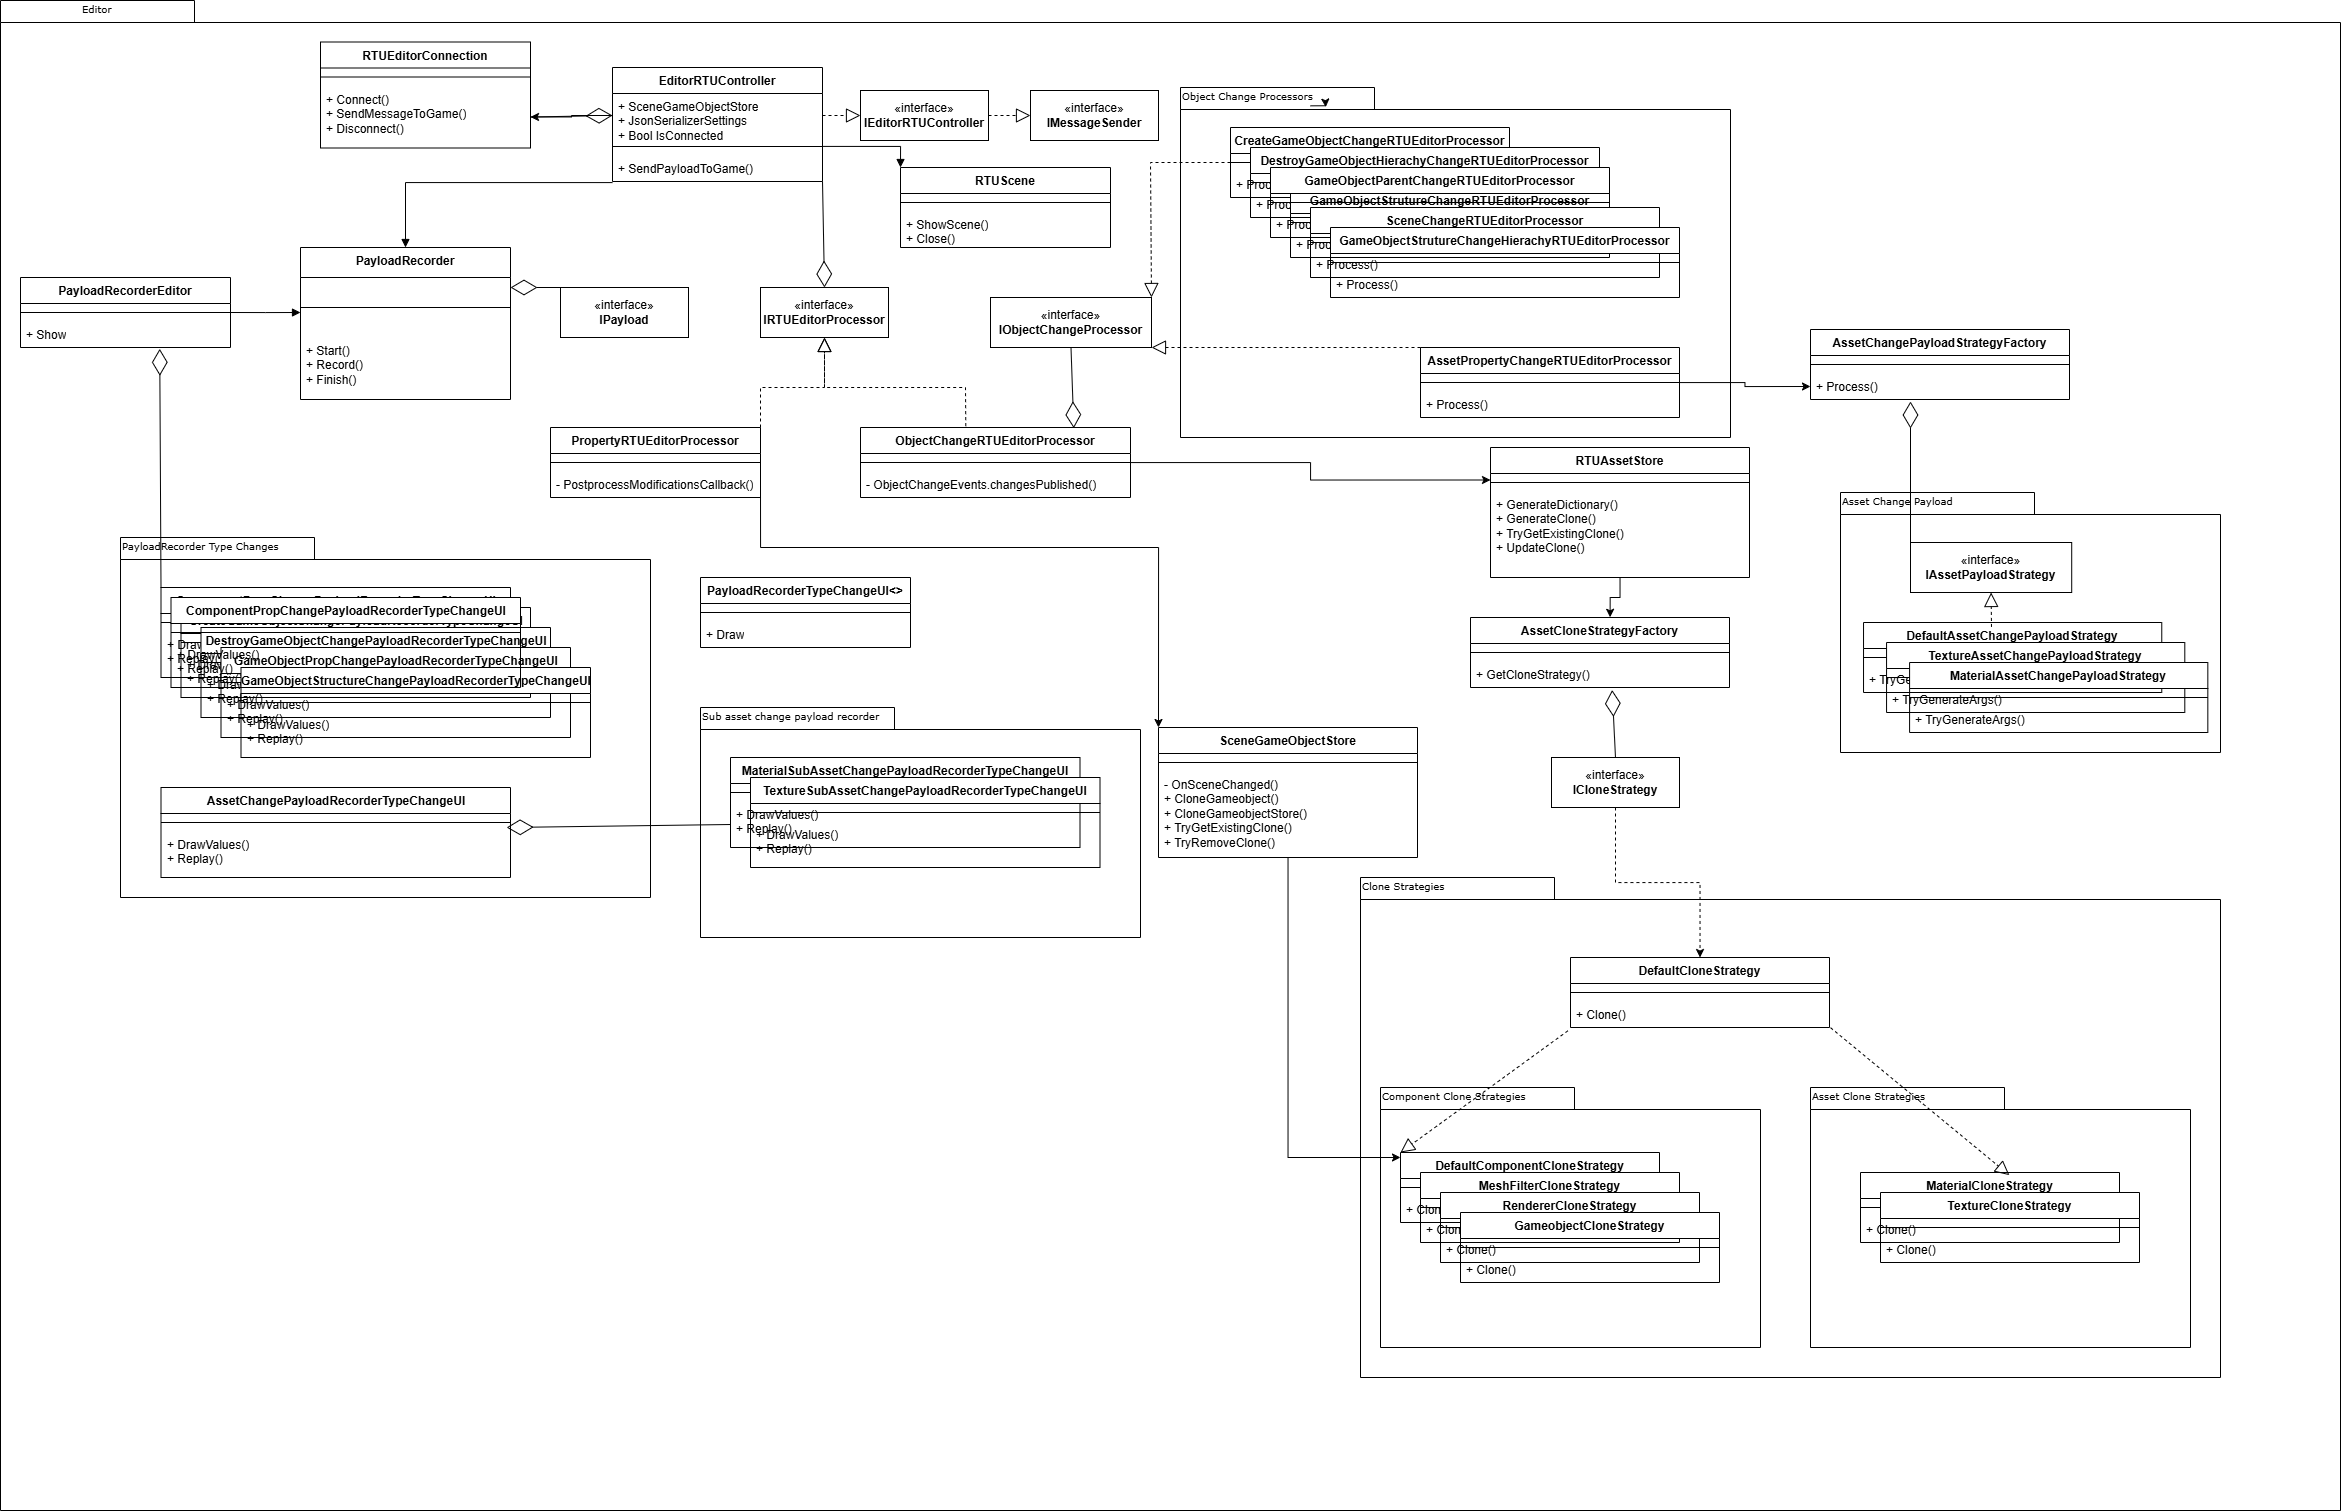 Editor
RTUEditorConnection
+ Connect()
+ SendMessageToGame()
+ Disconnect()
EditorRTUController
+ SceneGameObjectStore
+ JsonSerializerSettings
+ Bool IsConnected
+ SendPayloadToGame()
«interface»
IEditorRTUController
«interface»
IMessageSender
RTUScene
+ ShowScene()
+ Close()
Object Change Processors
CreateGameObjectChangeRTUEditorProcessor
DestroyGameObjectHierachyChangeRTUEditorProcessor
GameObjectParentChangeRTUEditorProcessor
+ Proc
GameObjectStrutureChangeRTUEditorProcessor
+ Proc
SceneChangeRTUEditorProcessor
+ Proc
GameObjectStrutureChangeHierachyRTUEditorProcessor
+ Proc
+ Process()
+ Process()
PayloadRecorderEditor
+ Show
PayloadRecorder
+ Start()
+ Record()
+ Finish()
«interface»
IPayload
«interface»
IRTUEditorProcessor
«interface»
IObjectChangeProcessor
AssetPropertyChangeRTUEditorProcessor
+ Process()
AssetChangePayloadStrategyFactory
+ Process()
PropertyRTUEditorProcessor
- PostprocessModificationsCallback()
ObjectChangeRTUEditorProcessor
- ObjectChangeEvents.changesPublished()
RTUAssetStore
+ GenerateDictionary()
+ GenerateClone()
+ TryGetExistingClone()
+ UpdateClone()
Asset Change Payload
«interface»
IAssetPayloadStrategy
DefaultAssetChangePayloadStrategy
TextureAssetChangePayloadStrategy
MaterialAssetChangePayloadStrategy
+ TryGe
+ TryGenerateArgs()
+ TryGenerateArgs()
PayloadRecorder Type Changes
ComponentPropChangePayloadRecorderTypeChangeUI
DestroyGameObjectChangePayloadRecorderTypeChangeUI
GameObjectPropChangePayloadRecorderTypeChangeUI
GameObjectStructureChangePayloadRecorderTypeChangeUI
+ Draw
DrawValues()
+ Replay()
+ Replay()
+ Replay()
+ DrawValues()
+ Replay()
+ DrawValues()
+ Replay()
AssetChangePayloadRecorderTypeChangeUI
+ DrawValues()
+ Replay()
PayloadRecorderTypeChangeUI<>
+ Draw
Sub asset change payload recorder
MaterialSubAssetChangePayloadRecorderTypeChangeUI
TextureSubAssetChangePayloadRecorderTypeChangeUI
+ DrawValues()
+ Replay()
+ DrawValues()
+ Replay()
AssetCloneStrategyFactory
+ GetCloneStrategy()
SceneGameObjectStore
- OnSceneChanged()
+ CloneGameobject()
+ CloneGameobjectStore()
+ TryGetExistingClone()
+ TryRemoveClone()
«interface»
ICloneStrategy
Clone Strategies
DefaultCloneStrategy
+ Clone()
Component Clone Strategies
DefaultComponentCloneStrategy
MeshFilterCloneStrategy
RendererCloneStrategy
+ Clon
GameobjectCloneStrategy
+ Clon
+ Clone()
+ Clone()
Asset Clone Strategies
MaterialCloneStrategy
TextureCloneStrategy
+ Clone()
+ Clone()